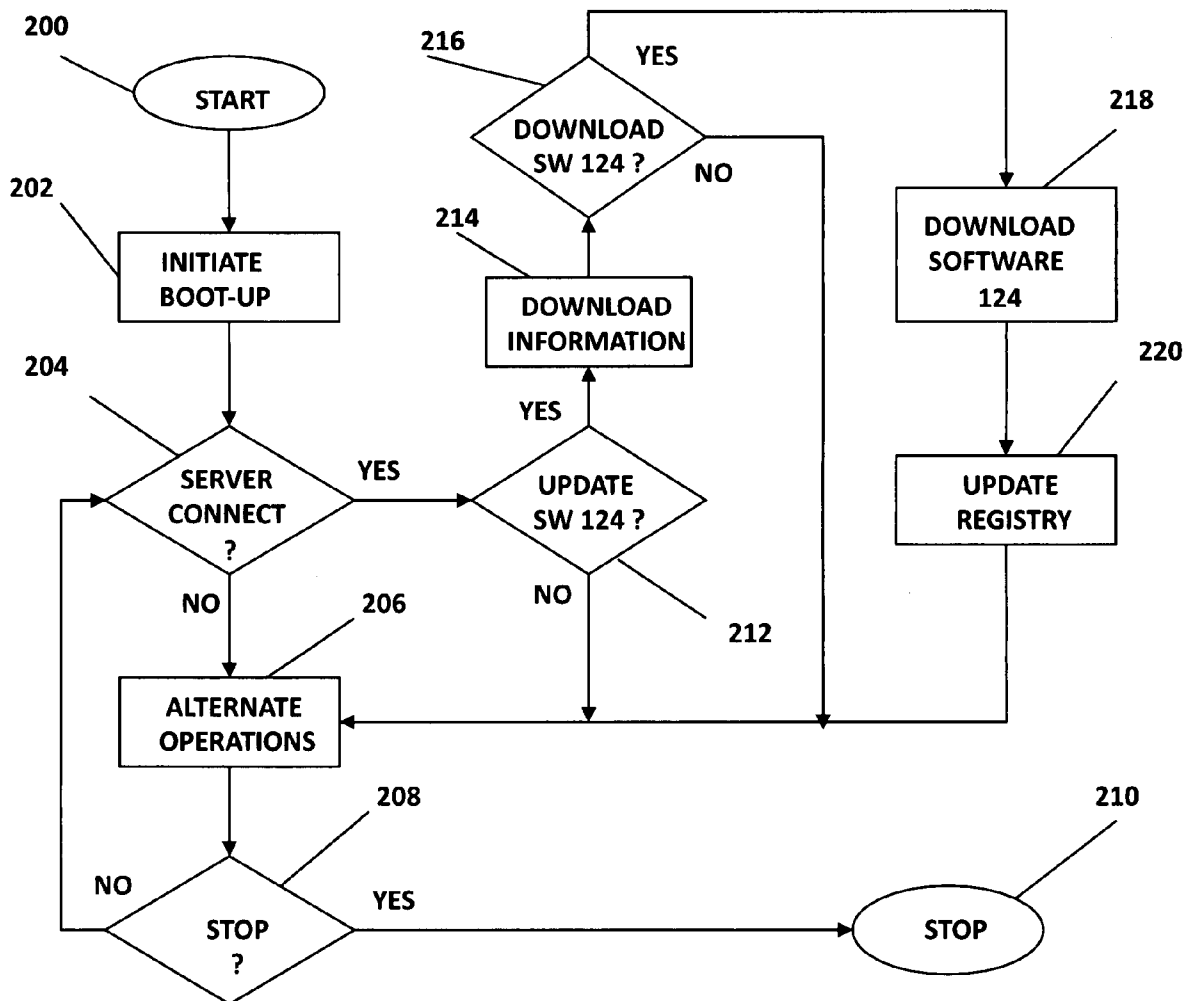 200
START
202
INITIATE
BOOT-UP
204
SERVER
CONNECT
?
YES
NO
206
ALTERNATE
OPERATIONS
208
NO
STOP
?
YES
210
STOP
UPDATE
SW 124 ?
212
NO
YES
214
DOWNLOAD
INFORMATION
216
DOWNLOAD
SW 124 ?
YES
NO
218
DOWNLOAD
SOFTWARE
124
220
UPDATE
REGISTRY